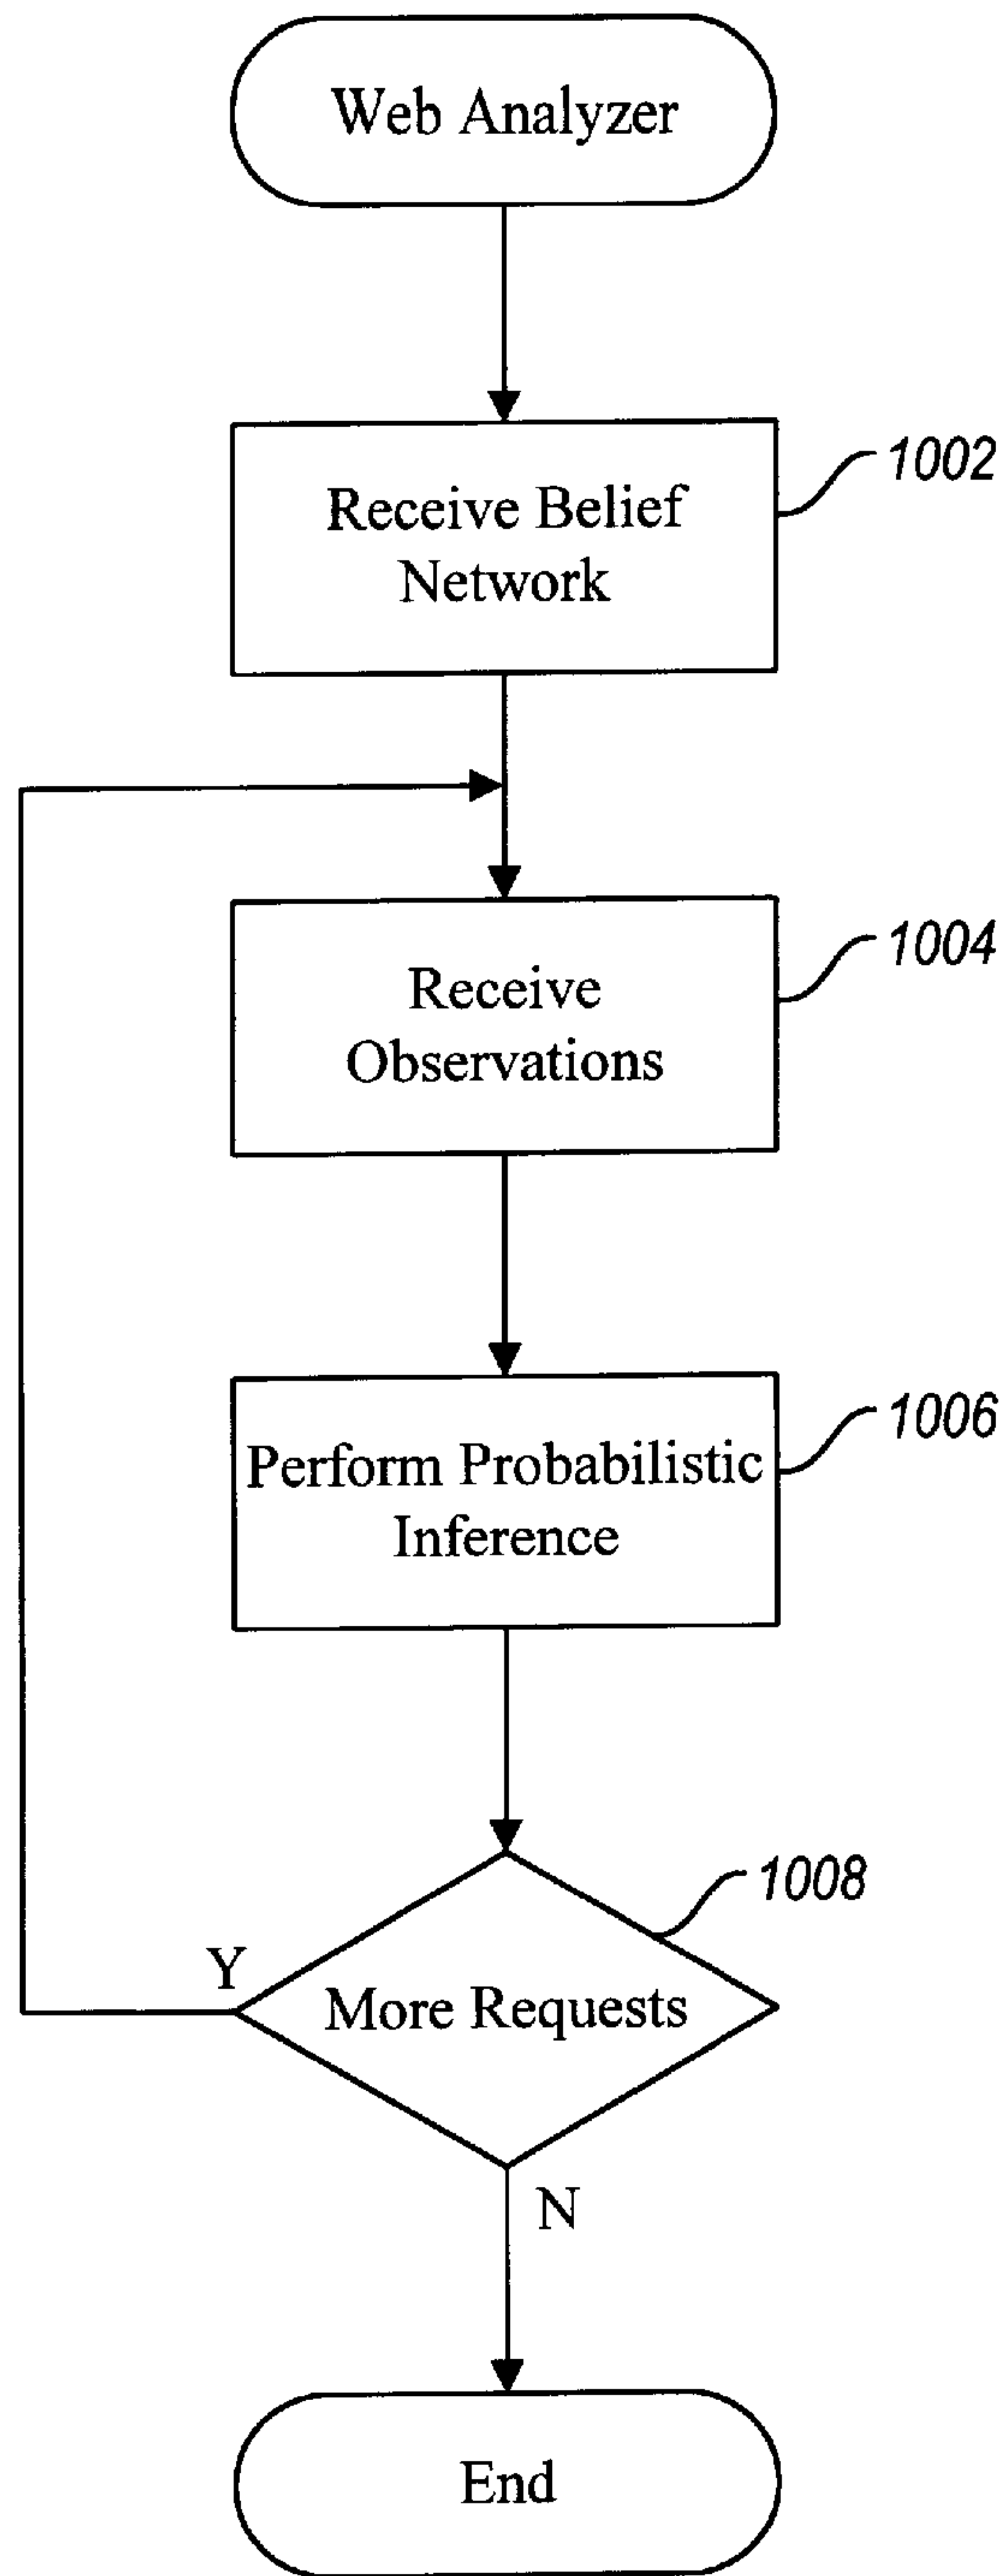 Web Analyzer
1002
Receive Belief
Network
1004
Receive
Observations
1006
Perform Probabilistic
Inference
1008
Y
More Requests
N
End